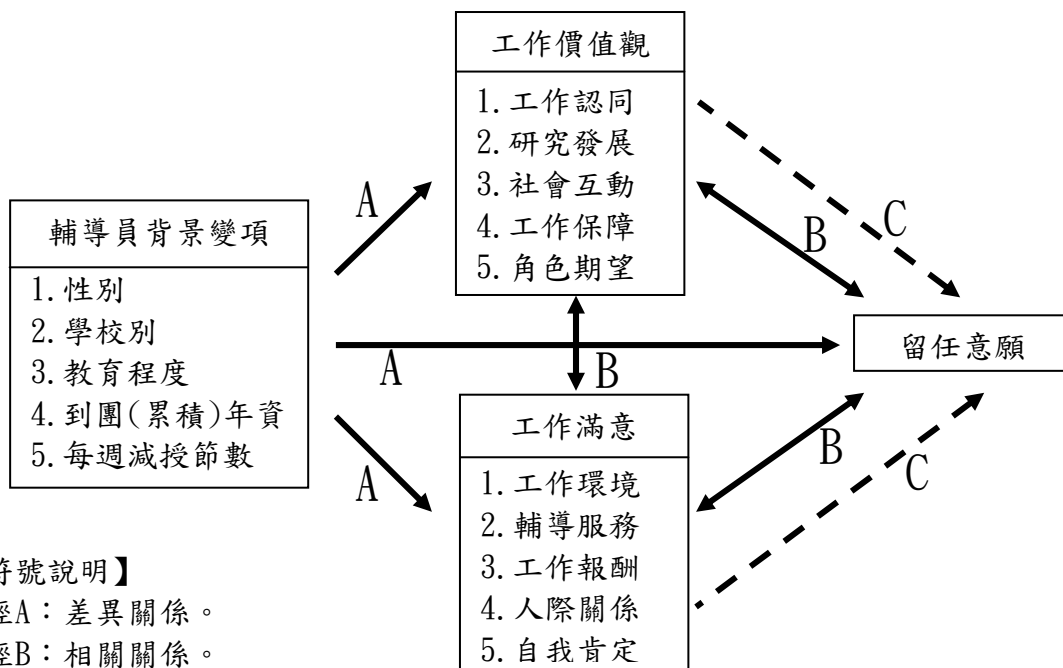 工作價值觀
1.工作認同
2.研究發展
3.社會互動
4.工作保障
5.角色期望
輔導員背景變項
1.性別
2.學校別
3.教育程度
4.到團(累積)年資
5.每週減授節數
A
A
A
B
B
B
C
C
留任意願
工作滿意
1.工作環境
2.輔導服務
3.工作報酬
4.人際關係
5.自我肯定
符號說明】
徑A：差異關係。
徑B：相關關係。